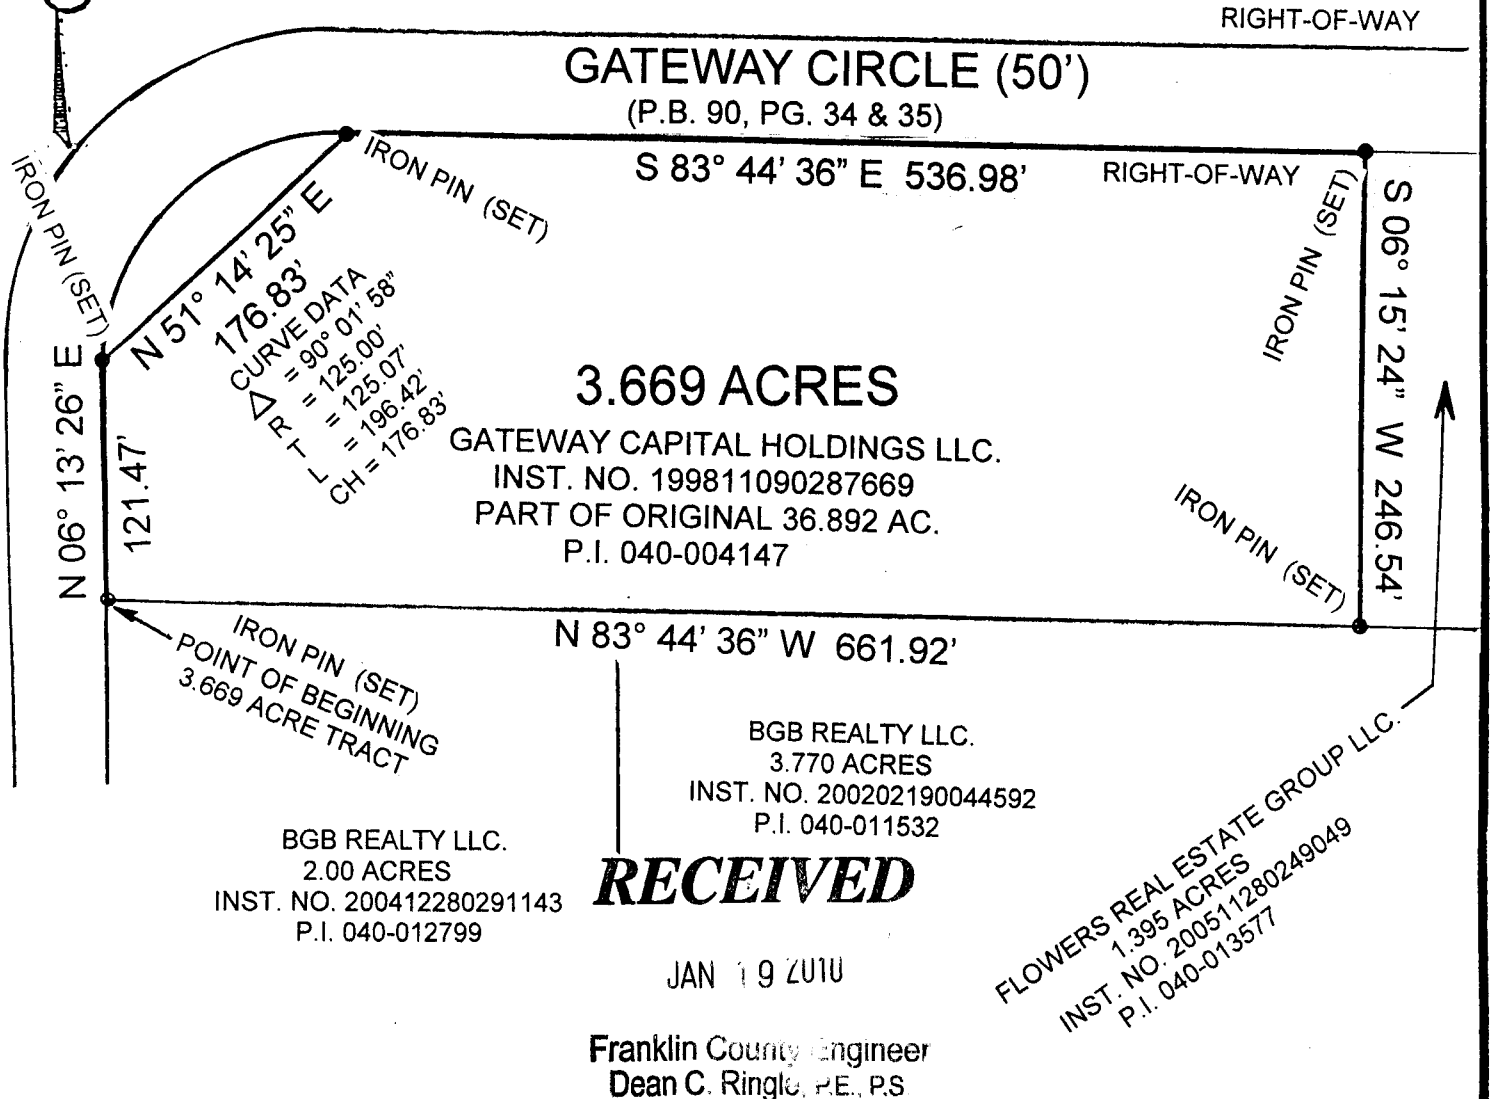 RIGHT-OF-WAY
GATEWAY CIRCLE (50')
(P.B. 90, PG. 34 & 35)
IRON PIN (SET)
S 83° 44' 36" E 536.98'
RIGHT-OF-WAY
IRON PIN (SET)
IRON PIN (SET)
S 06° 15' 24" W 246.54'
N 51° 14' 25" E
176.83'
CURVE DATA
Δ = 90° 01' 58"
R = 125.00'
T = 125.07'
L = 196.42'
CH = 176.83'
N 06° 13' 26" E
121.47'
3.669 ACRES
GATEWAY CAPITAL HOLDINGS LLC.
INST. NO. 199811090287669
PART OF ORIGINAL 36.892 AC.
P.I. 040-004147
IRON PIN (SET)
N 83° 44' 36" W 661.92'
IRON PIN (SET)
POINT OF BEGINNING
3.669 ACRE TRACT
BGB REALTY LLC.
3.770 ACRES
INST. NO. 200202190044592
P.I. 040-011532
BGB REALTY LLC.
2.00 ACRES
INST. NO. 200412280291143
P.I. 040-012799
FLOWERS REAL ESTATE GROUP LLC.
1.395 ACRES
INST. NO. 200511280249049
P.I. 040-013577
RECEIVED
JAN 19 2010
Franklin County Engineer
Dean C. Ringle, P.E., P.S